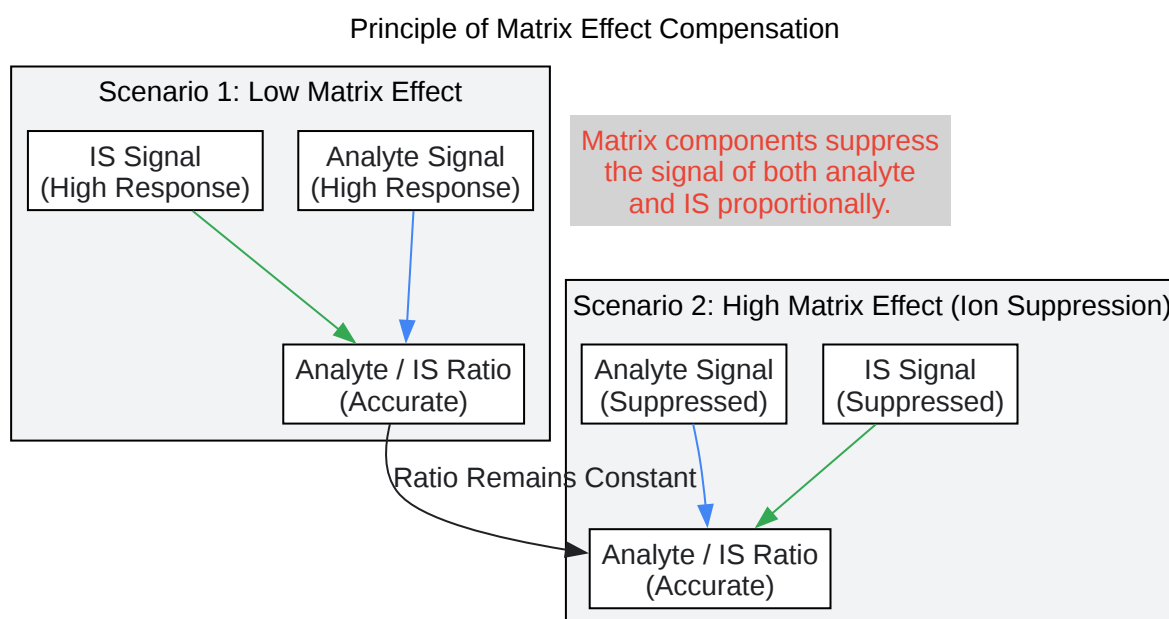 Principle of Matrix Effect Compensation
Scenario 1: Low Matrix Effect
IS Signal
(High Response)
Analyte Signal
(High Response)
Matrix components suppress
the signal of both analyte
and IS proportionally.
Analyte / IS Ratio
(Accurate)
Ratio Remains Constant
Scenario 2: High Matrix Effect (Ion Suppression)
Analyte Signal
(Suppressed)
IS Signal
(Suppressed)
Analyte / IS Ratio
(Accurate)